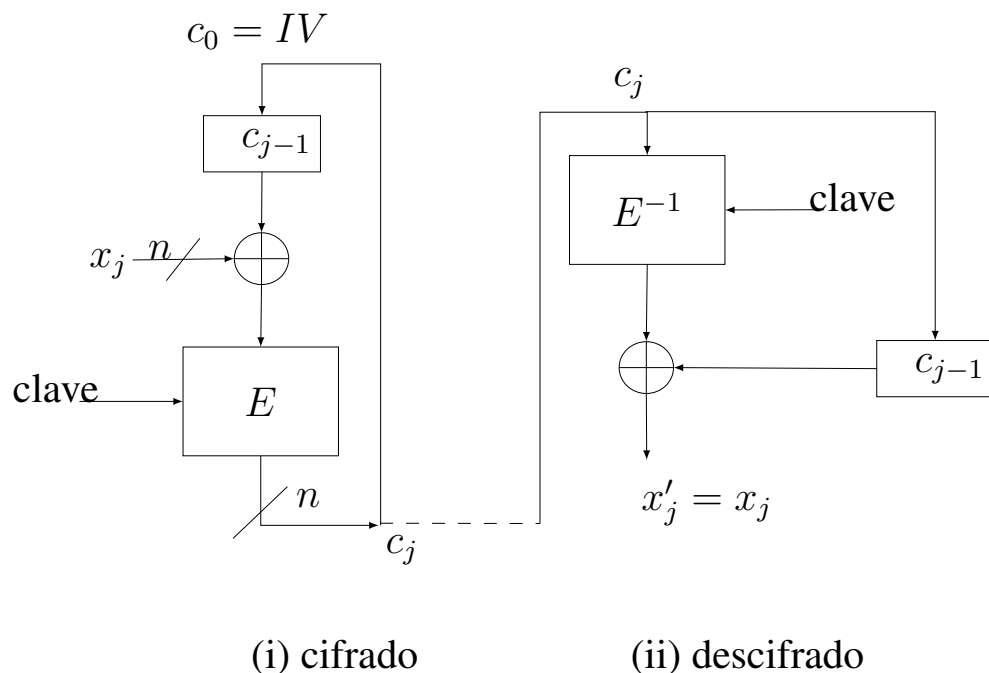 c_0 = IV
c_{j-1}
x_j
n
clave
E
n
c_j
(i) cifrado
c_j
E^{-1}
clave
c_{j-1}
x'_j = x_j
(ii) descifrado